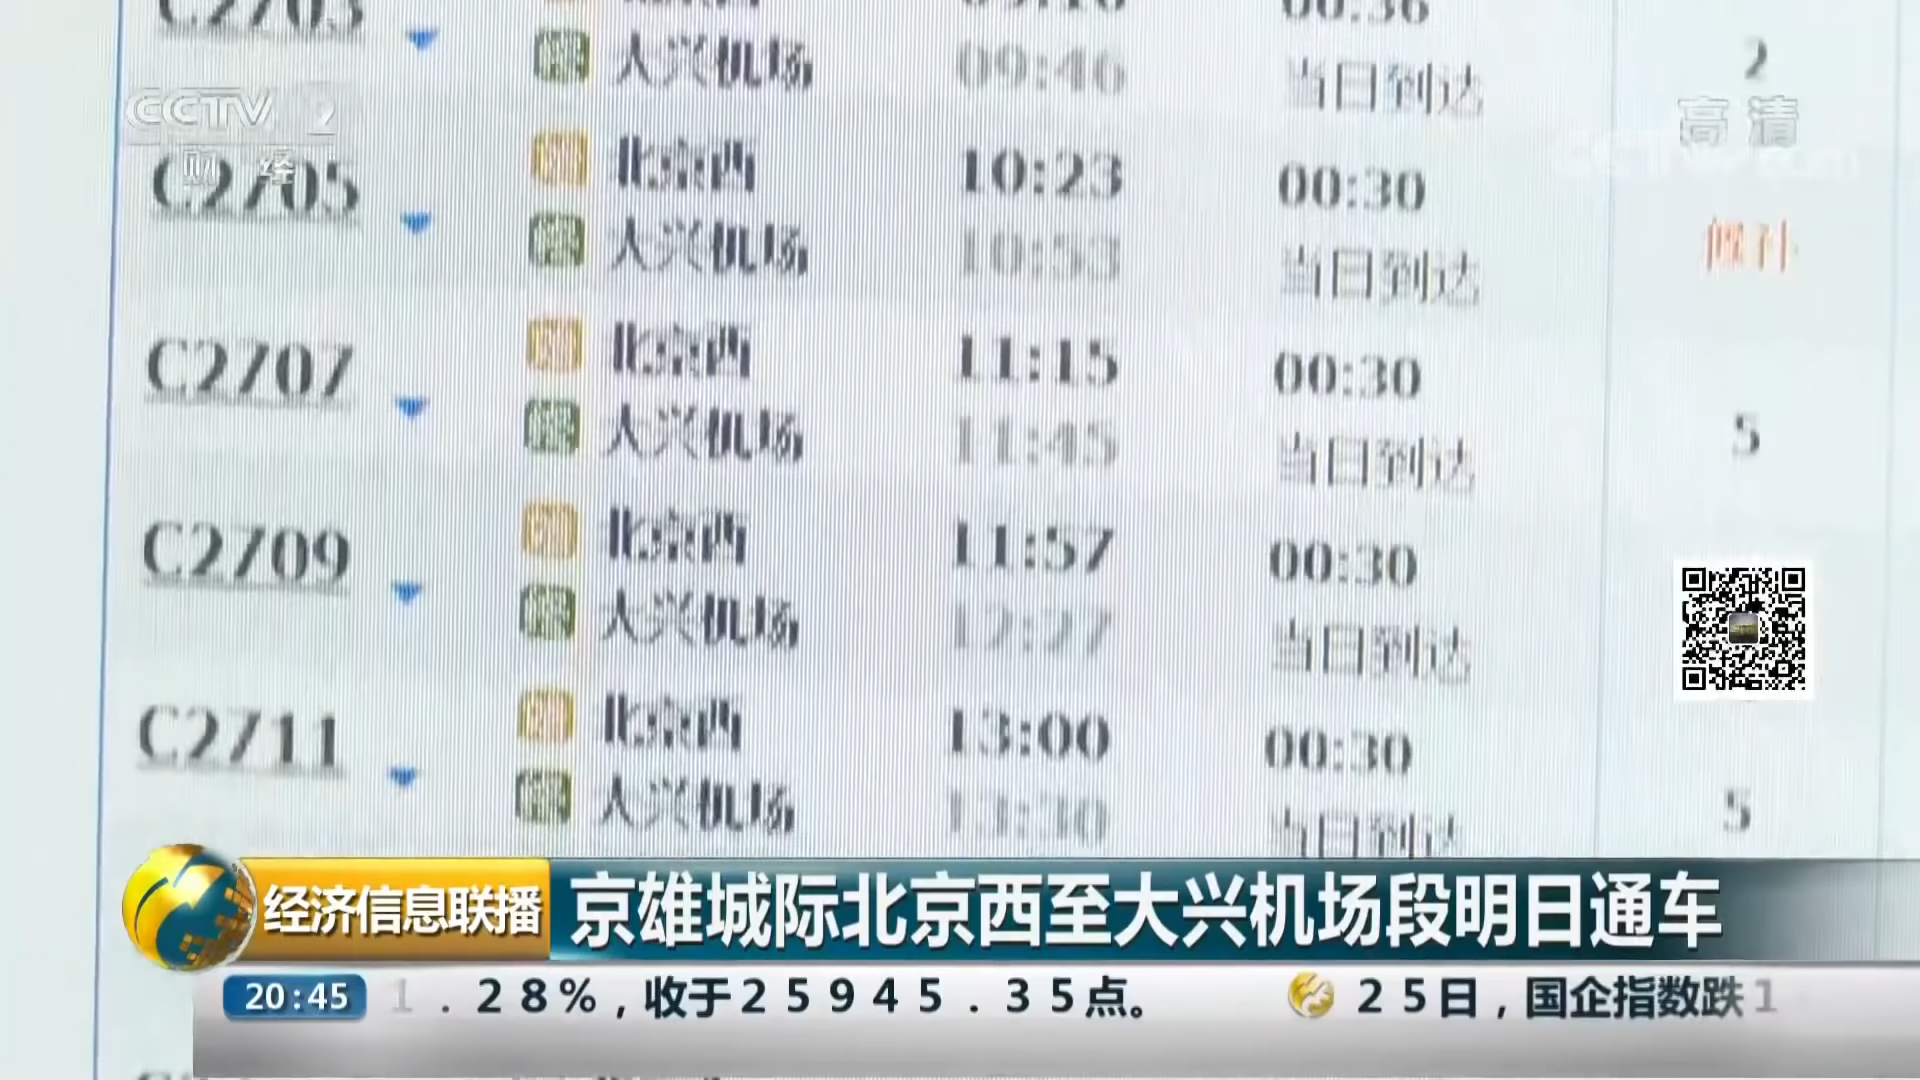 C2703
09:16
00:36
大兴机场
09:46
当日到达
2
CCTV 2
财 经
高清
C2705
北京西
10:23
00:30
大兴机场
10:53
当日到达
候补
C2707
北京西
11:15
00:30
大兴机场
11:45
当日到达
5
C2709
北京西
11:57
00:30
大兴机场
12:27
当日到达
C2711
北京西
13:00
00:30
大兴机场
13:30
当日到达
5
经济信息联播
京雄城际北京西至大兴机场段明日通车
20:45
1.28%,收于25945.35点。
25日,国企指数跌1